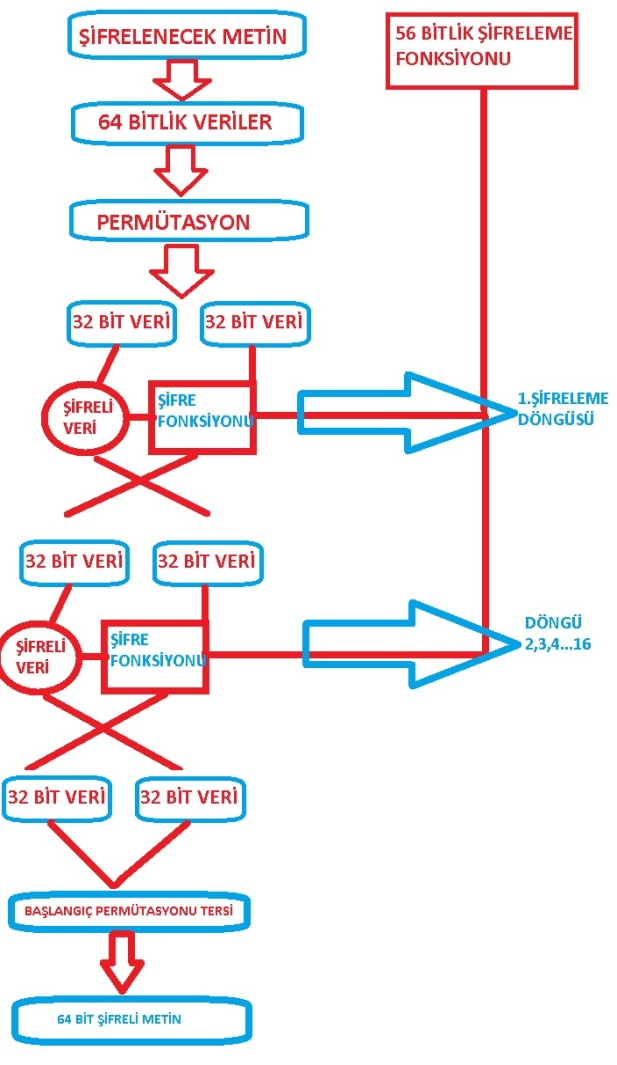 ŞİFRELENECEK METİN
56 BİTLİK ŞİFRELEME
FONKSİYONU
64 BİTLİK VERİLER
PERMÜTASYON
32 BİT VERİ
32 BİT VERİ
ŞİFRELİ
VERİ
ŞİFRE
FONKSİYONU
1.ŞİFRELEME
DÖNGÜSÜ
32 BİT VERİ
32 BİT VERİ
ŞİFRELİ
VERİ
ŞİFRE
FONKSİYONU
DÖNGÜ
2,3,4...16
32 BİT VERİ
32 BİT VERİ
BAŞLANGIÇ PERMÜTASYONU TERSİ
64 BİT ŞİFRELİ METİN